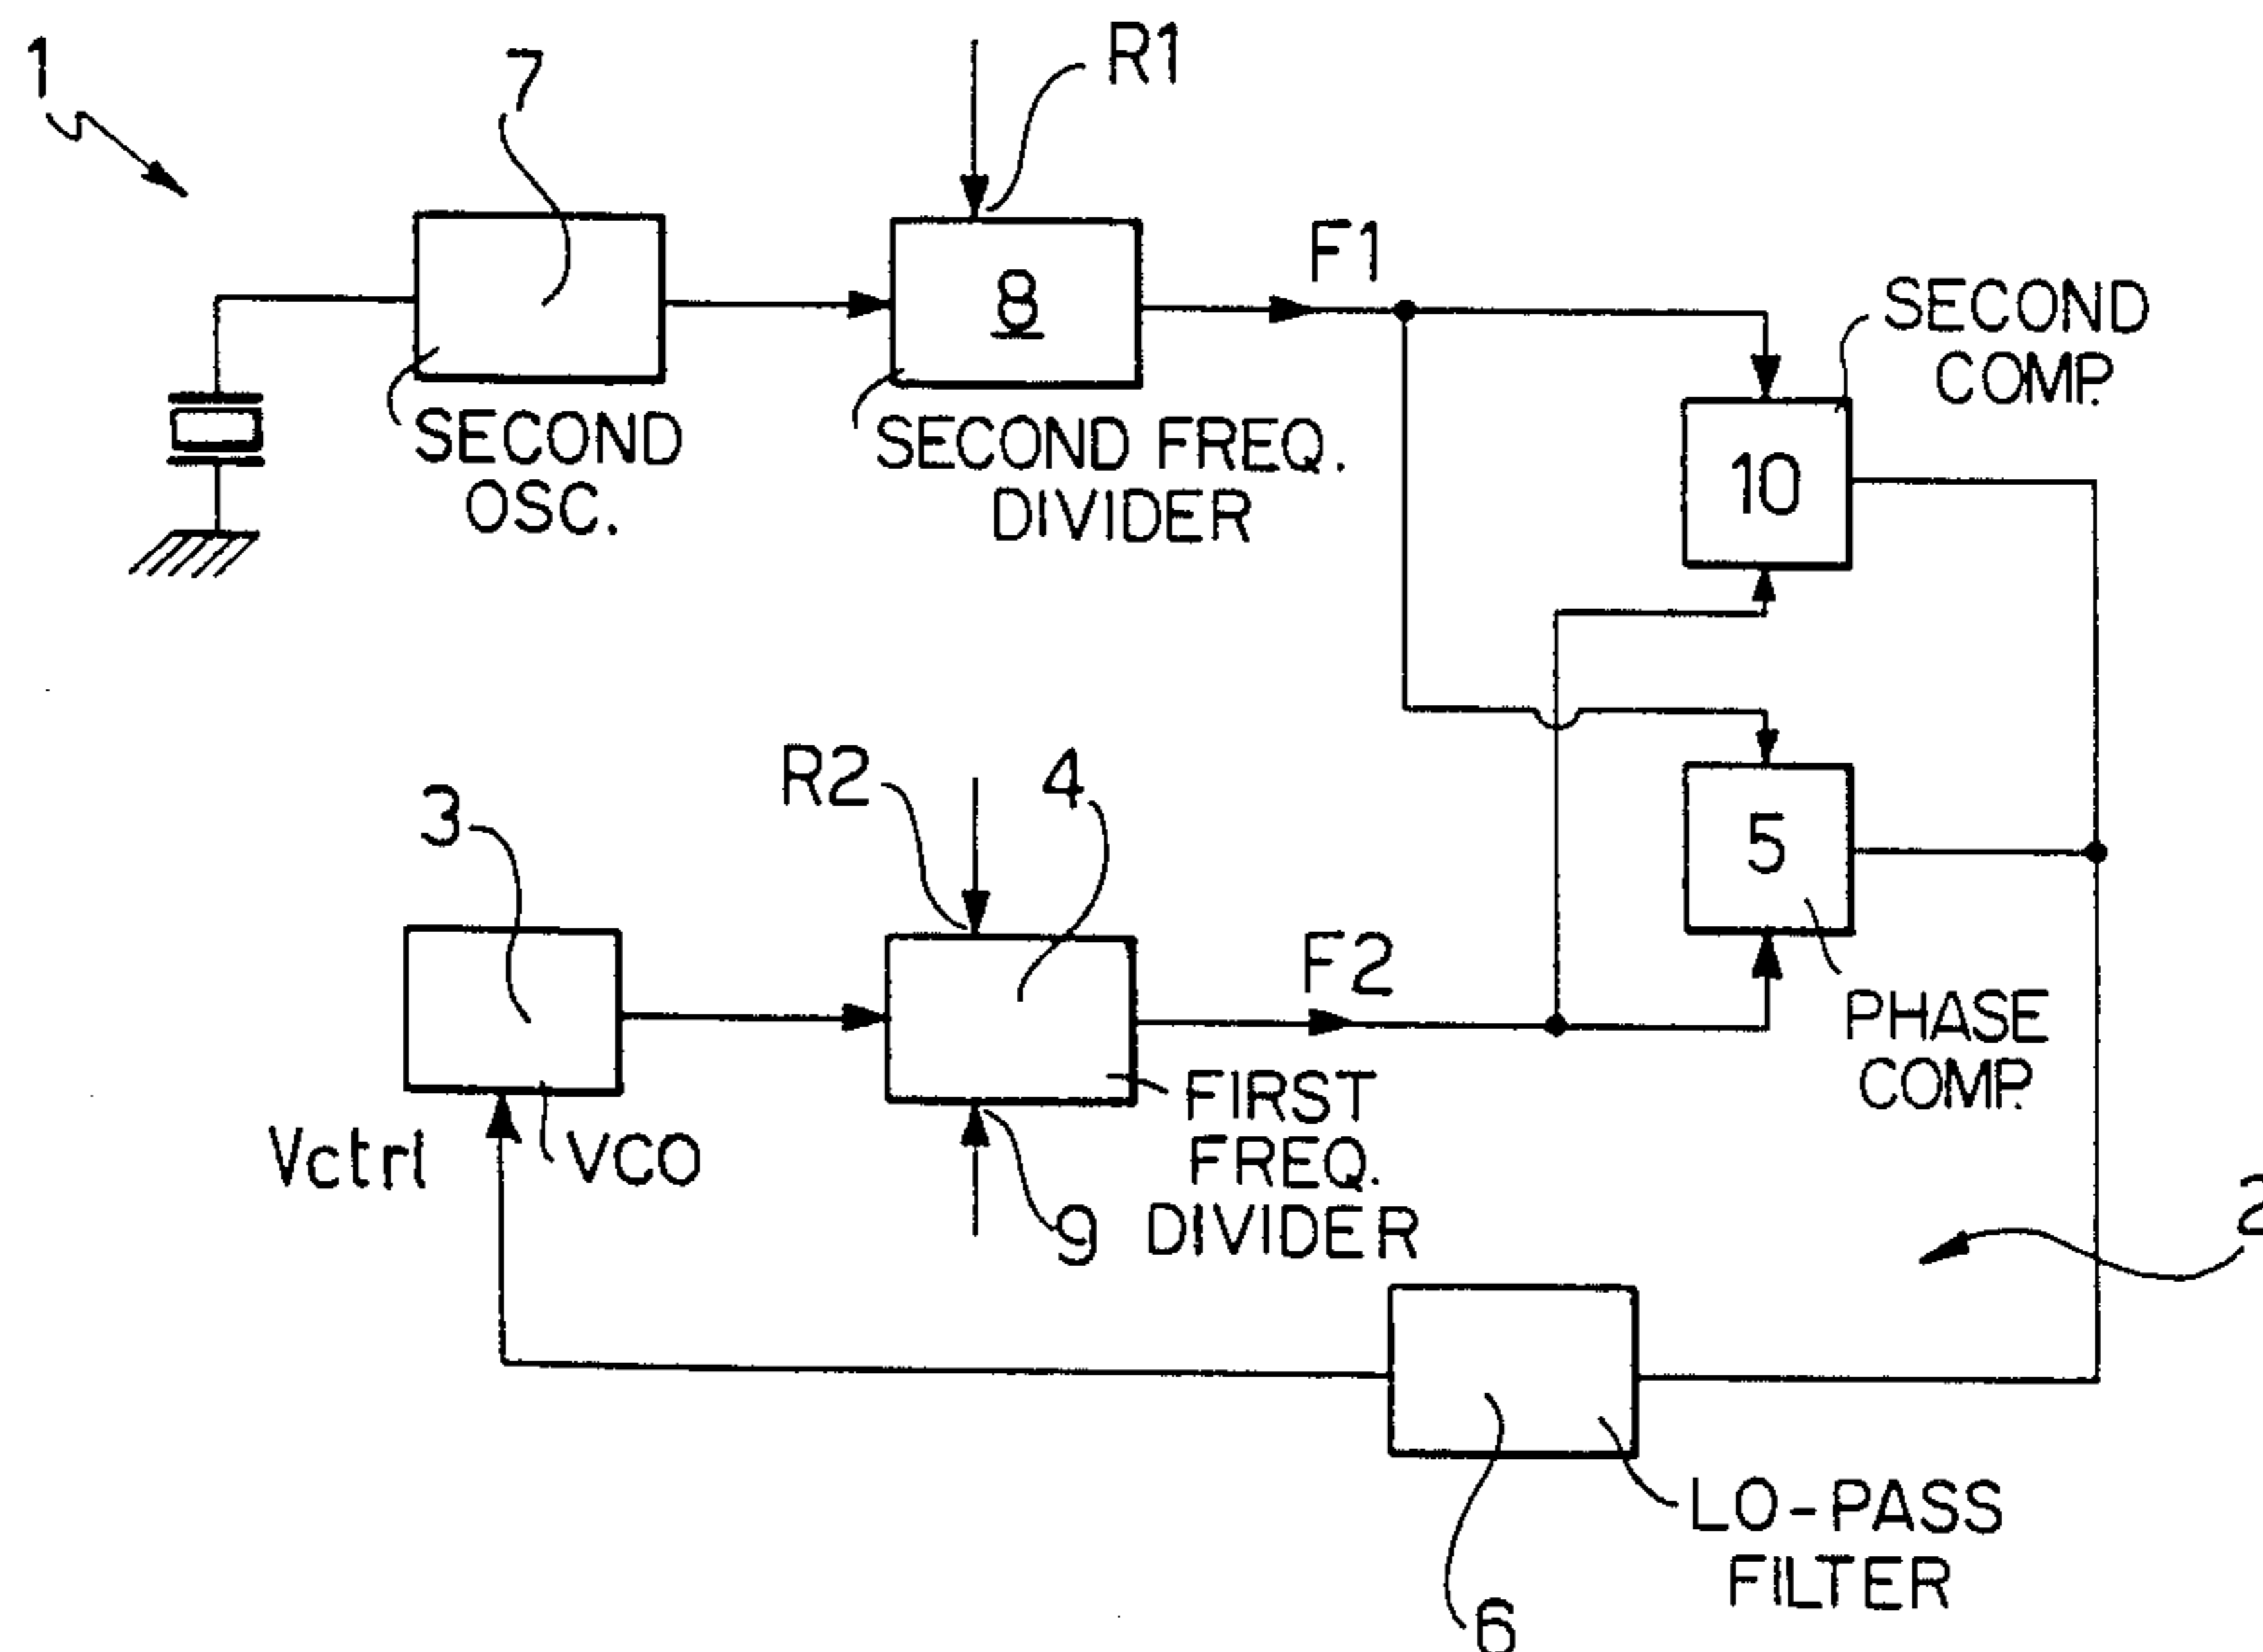 1
7
R1
8
F1
SECOND
COMP.
SECOND
OSC.
SECOND FREQ.
DIVIDER
10
R2
4
3
5
F2
PHASE
COMP.
Vctrl
VCO
FIRST
FREQ.
DIVIDER
9
2
LO-PASS
FILTER
6